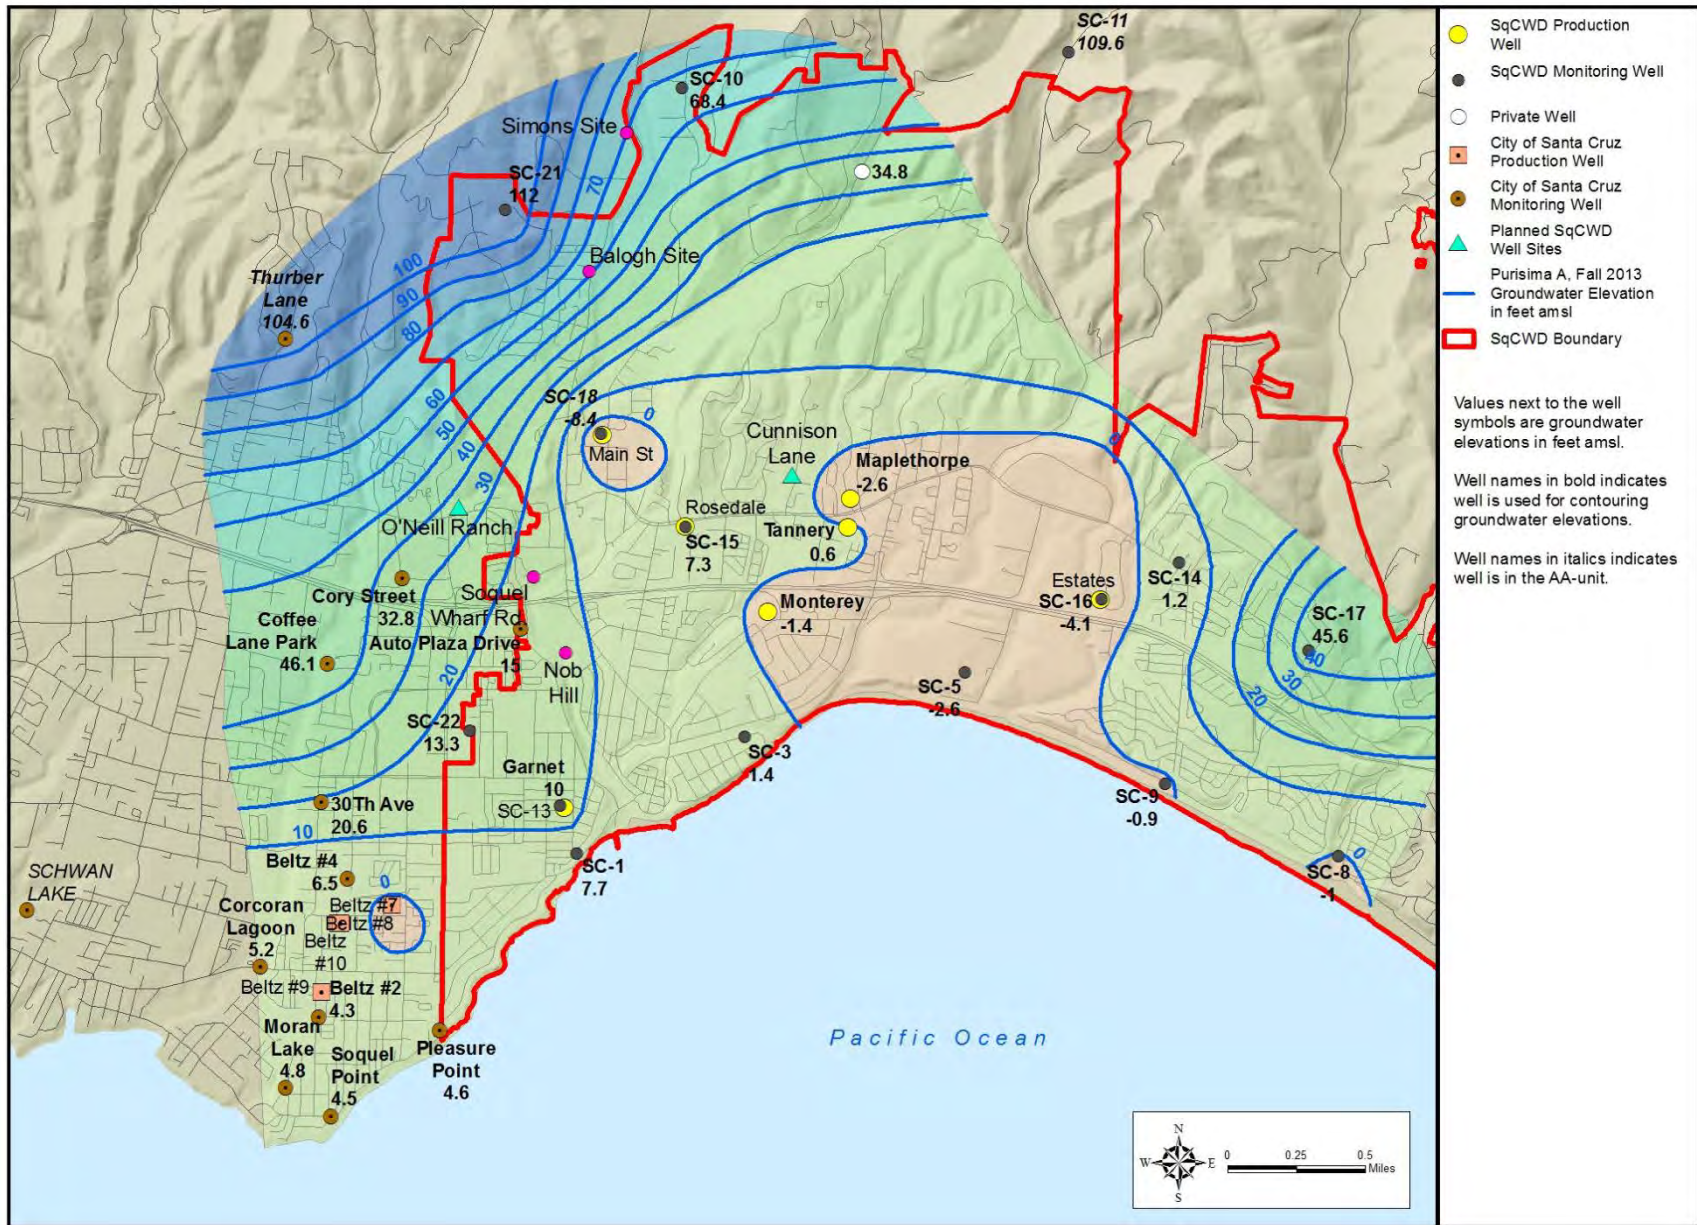 SC-11
109.6
SC-10
68.4
Simons Site
SC-21
112
70
34.8
Balogh Site
100
90
80
Thurber
Lane
104.6
60
50
40
30
SC-18
-8.4
0
Main St
Cunnison
Lane
0
Maplethorpe
-2.6
O'Neill Ranch
Rosedale
SC-15
7.3
Tannery
0.6
Cory Street
32.8
Soquel
Wharf Rd.
Coffee
Lane Park
46.1
Auto Plaza Drive
15
Monterey
-1.4
Estates
SC-16
-4.1
SC-14
1.2
SC-17
45.6
40
30
20
20
Nob
Hill
SC-22
13.3
SC-5
-2.6
SC-3
1.4
Garnet
10
SC-13
30Th Ave
20.6
10
SC-9
-0.9
SC-1
7.7
SC-8
-1
0
SCHWAN
LAKE
Beltz #4
6.5
0
Beltz #7
Beltz #8
Corcoran
Lagoon
5.2
Beltz
#10
Beltz #9
Beltz #2
4.3
Moran
Lake
4.8
Soquel
Point
4.5
Pleasure
Point
4.6
Pacific Ocean
N
W
E
S
0
0.25
0.5
Miles
SqCWD Production
Well
SqCWD Monitoring Well
Private Well
City of Santa Cruz
Production Well
City of Santa Cruz
Monitoring Well
Planned SqCWD
Well Sites
Purisima A, Fall 2013
Groundwater Elevation
in feet amsl
SqCWD Boundary
Values next to the well
symbols are groundwater
elevations in feet amsl.
Well names in bold indicates
well is used for contouring
groundwater elevations.
Well names in italics indicates
well is in the AA-unit.